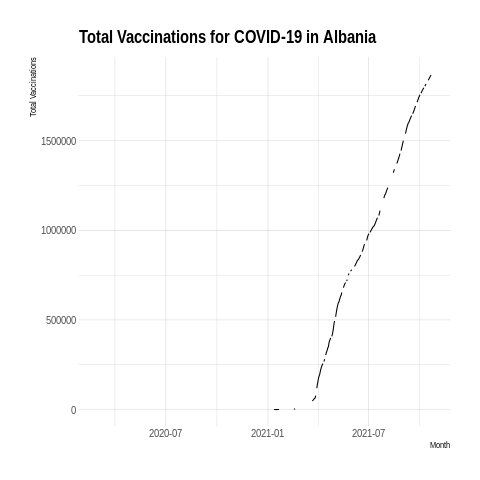 Total Vaccinations for COVID-19 in Albania
Total Vaccinations
1500000
1000000
500000
0
2020-07 2021-01 2021-07
Month